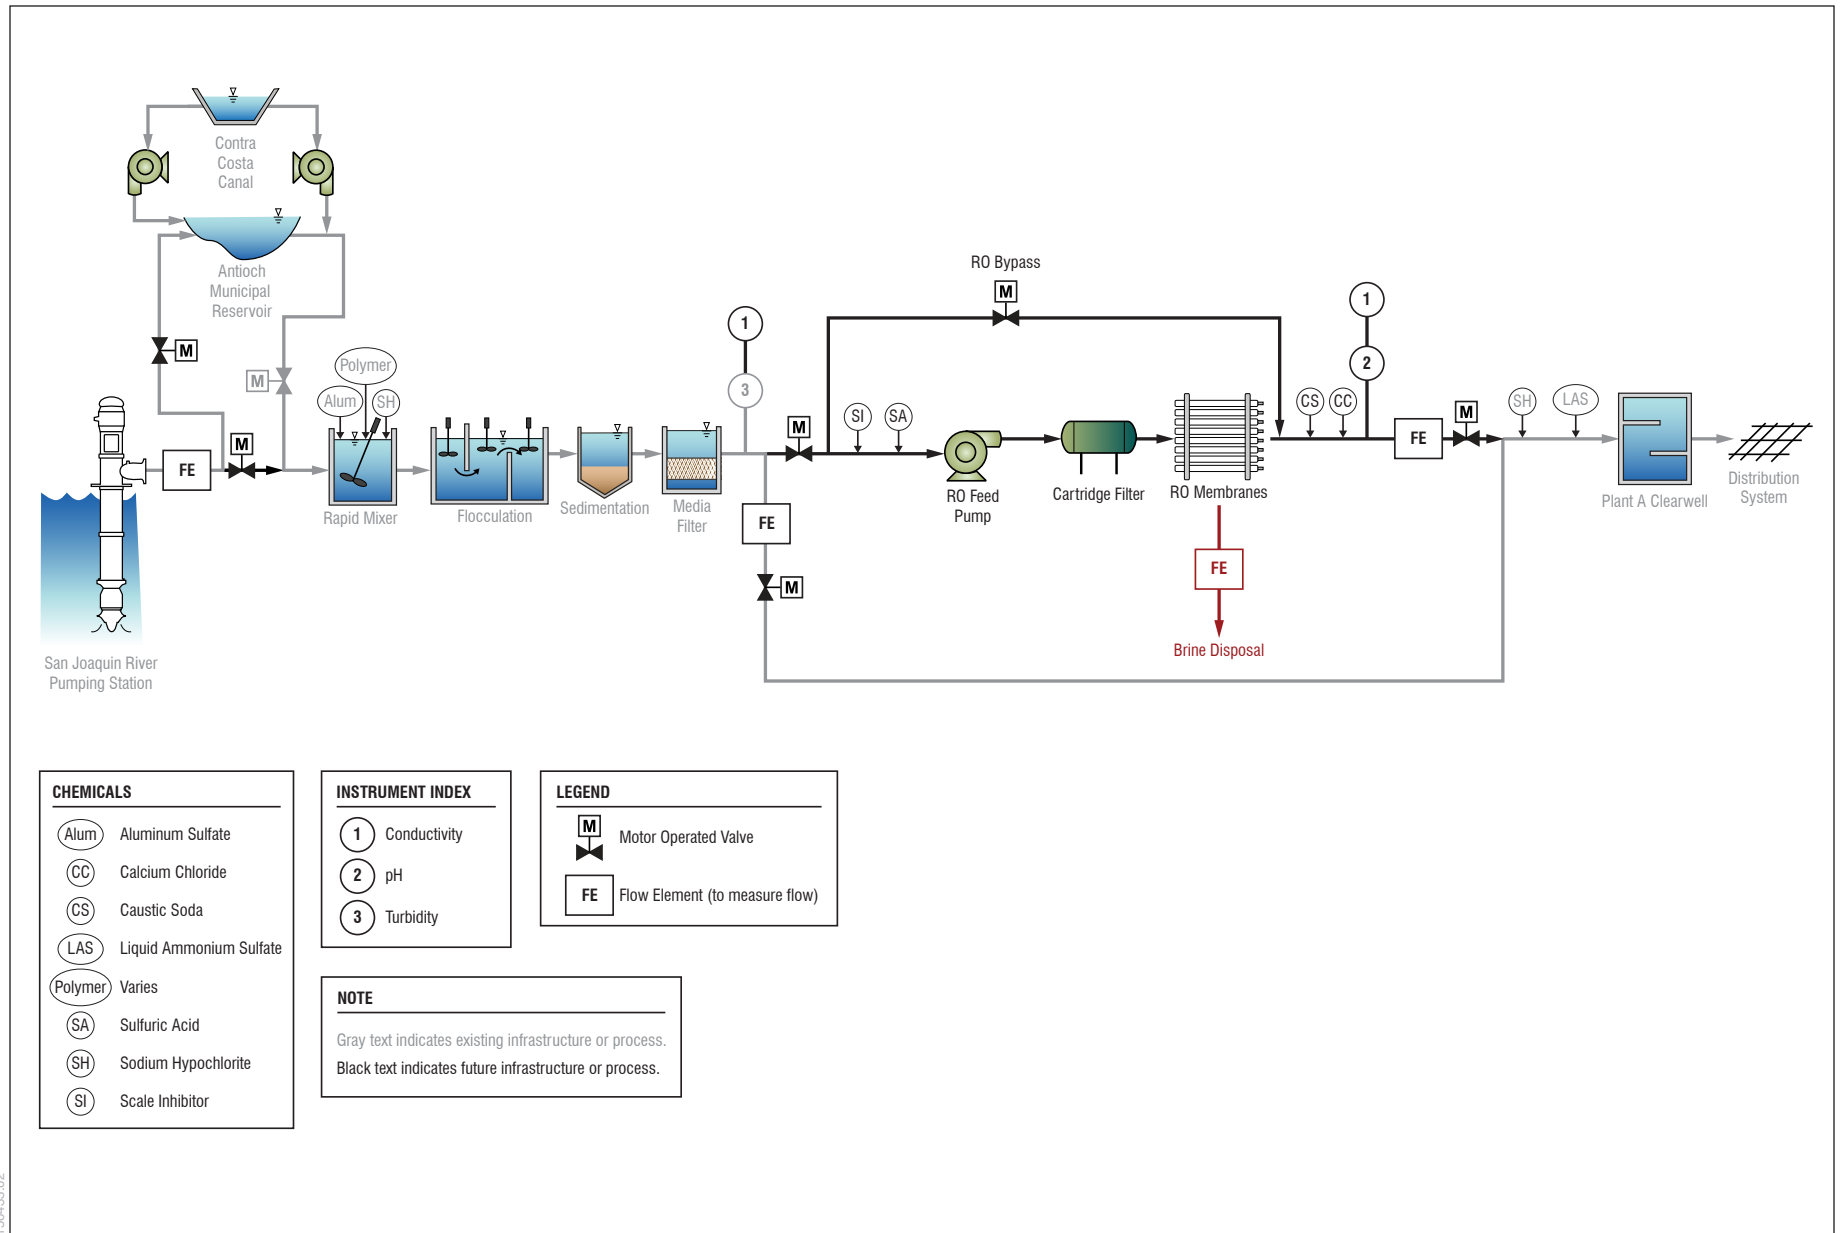 Contra
Costa
Canal
Antioch
Municipal
Reservoir
RO Bypass
M
1
1
M
3
2
M
Polymer
Alum
SH
M
M
SI
SA
CS
CC
M
SH
LAS
FE
FE
Rapid Mixer
Flocculation
Sedimentation
Media
Filter
FE
M
RO Feed
Pump
Cartridge Filter
RO Membranes
FE
Brine Disposal
Plant A Clearwell
Distribution
System
San Joaquin River
Pumping Station
CHEMICALS
Alum Aluminum Sulfate
CC Calcium Chloride
CS Caustic Soda
LAS Liquid Ammonium Sulfate
Polymer Varies
SA Sulfuric Acid
SH Sodium Hypochlorite
SI Scale Inhibitor
INSTRUMENT INDEX
1 Conductivity
2 pH
3 Turbidity
LEGEND
M Motor Operated Valve
FE Flow Element (to measure flow)
NOTE
Gray text indicates existing infrastructure or process.
Black text indicates future infrastructure or process.